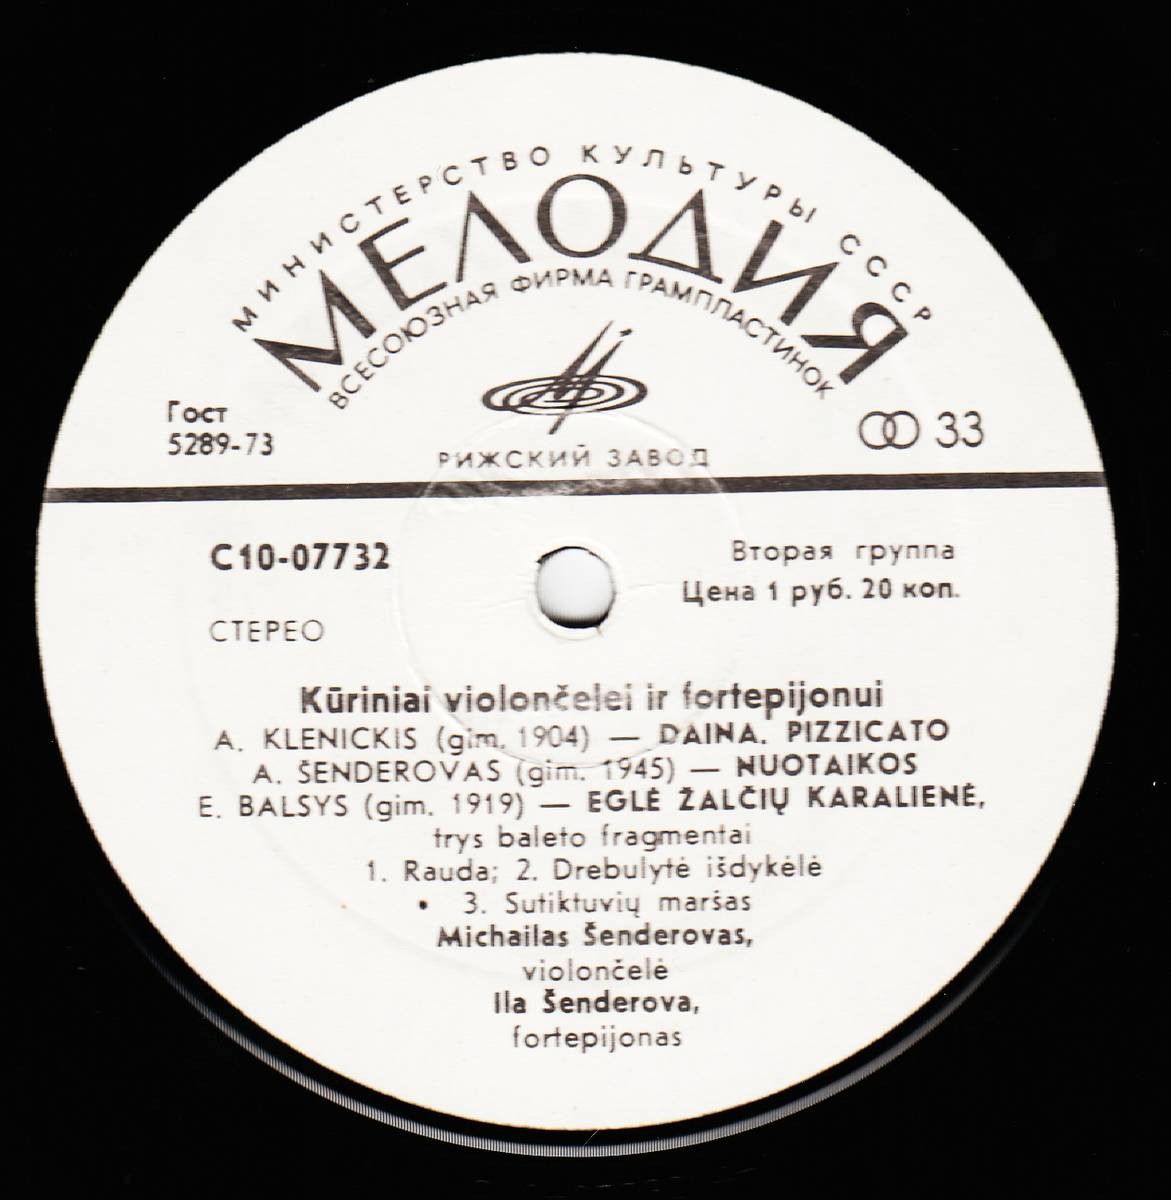 МИНИСТЕРСТВО КУЛЬТУРЫ СССР
МЕЛОДИЯ
ВСЕСОЮЗНАЯ ФИРМА ГРАМПЛАСТИНОК
Гост
5289-73
33
РИЖСКИЙ ЗАВОД
С10-07732
Вторая группа
Цена 1 руб. 20 коп.
СТЕРЕО
Kūriniai violončelei ir fortepijonui
A. KLENICKIS (gim. 1904) — DAINA. PIZZICATO
A. ŠENDEROVAS (gim. 1945) — NUOTAIKOS
E. BALSYS (gim. 1919) — EGLĖ ŽALČIŲ KARALIENĖ,
trys baleto fragmentai
1. Rauda; 2. Drebulytė išdykėlė
• 3. Sutiktuvių maršas
Michailas Šenderovas,
violončelė
Ila Šenderova,
fortepijonas